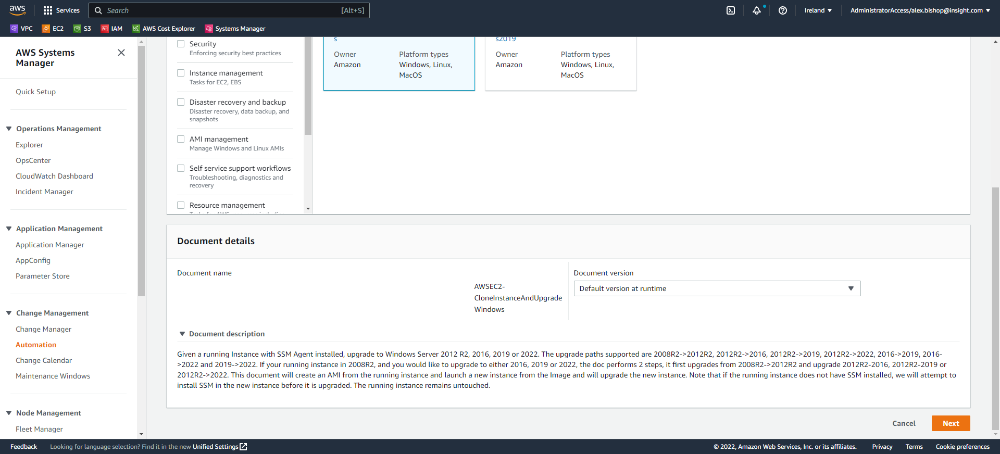 aws
Services
Search
[Alt+S]
Ireland ▼
AdministratorAccess/alex.bishop@insight.com ▼
VPC
EC2
S3
IAM
AWS Cost Explorer
Systems Manager
AWS Systems
Manager
Quick Setup
Operations Management
Explorer
OpsCenter
CloudWatch Dashboard
Incident Manager
Application Management
Application Manager
AppConfig
Parameter Store
Change Management
Change Manager
Automation
Change Calendar
Maintenance Windows
Node Management
Fleet Manager
Security
Enforcing security best practices
Instance management
Tasks for EC2, EBS
Disaster recovery and backup
Disaster recovery, data backup, and
snapshots
AMI management
Manage Windows and Linux AMIs
Self service support workflows
Troubleshooting, diagnostics and
recovery
Resource management
s
Owner
Amazon
Platform types
Windows, Linux,
MacOS
s2019
Owner
Amazon
Platform types
Windows, Linux,
MacOS
Document details
Document name
AWSEC2-
CloneInstanceAndUpgrade
Windows
Document version
Default version at runtime
Document description
Given a running Instance with SSM Agent installed, upgrade to Windows Server 2012 R2, 2016, 2019 or 2022. The upgrade paths supported are 2008R2->2012R2, 2012R2->2016, 2012R2->2019, 2012R2->2022, 2016->2019, 2016-
>2022 and 2019->2022. If your running instance in 2008R2, and you would like to upgrade to either 2016, 2019 or 2022, the doc performs 2 steps, it first upgrades from 2008R2->2012R2 and upgrade 2012R2-2016, 2012R2-2019 or
2012R2->2022. This document will create an AMI from the running instance and launch a new instance from the Image and will upgrade the new instance. Note that if the running instance does not have SSM installed, we will attempt to
install SSM in the new instance before it is upgraded. The running instance remains untouched.
Cancel
Next
Feedback
Looking for language selection? Find it in the new Unified Settings
© 2022, Amazon Web Services, Inc. or its affiliates.
Privacy
Terms
Cookie preferences